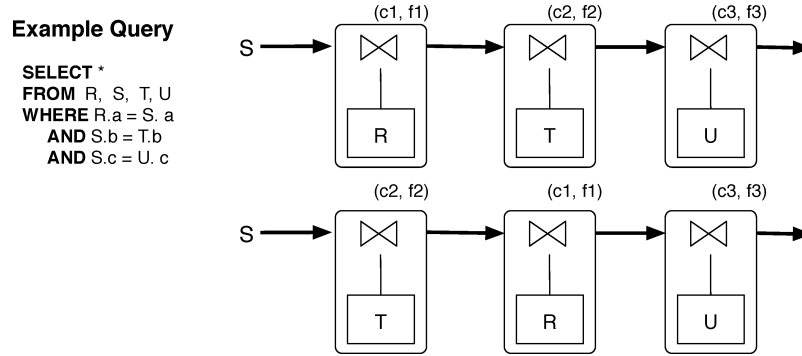 Example Query
SELECT *
FROM R, S, T, U
WHERE R.a = S. a
AND S.b = T.b
AND S.c = U. c
(c1, f1) (c2, f2) (c3, f3)
S
R T U
(c2, f2) (c1, f1) (c3, f3)
S
T R U